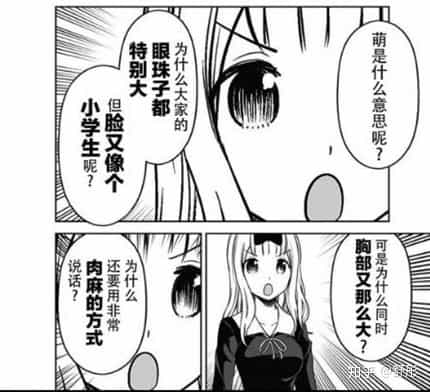 萌是什么意思呢？
为什么大家的
眼珠子都
特别大
但脸又像个
小学生呢？
可是为什么同时
胸部又那么大？
为什么
还要用非常
肉麻的方式
说话？